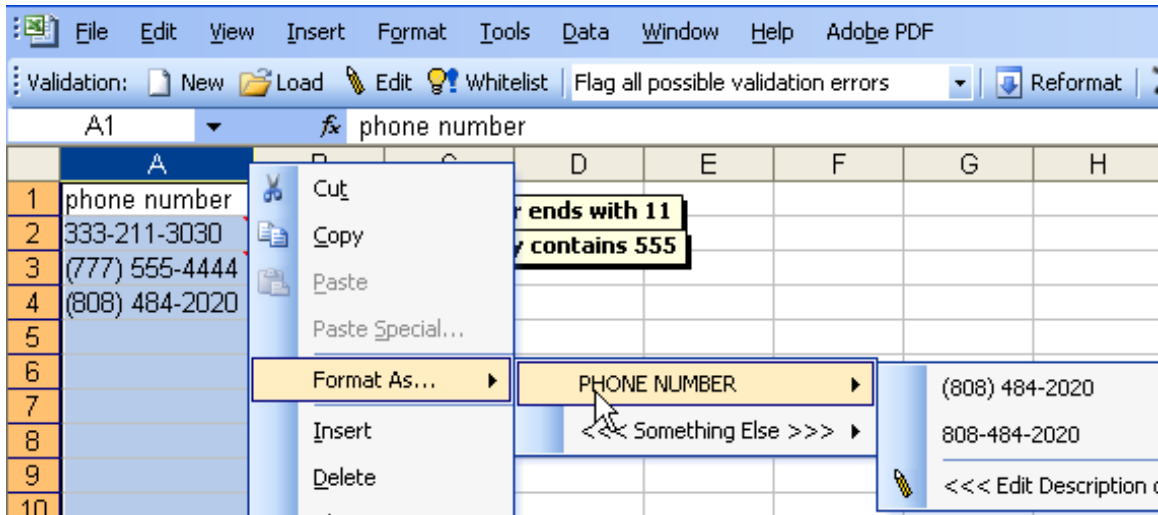 File Edit View Insert Format Tools Data Window Help Adobe PDF
Validation: New Load Edit Whitelist Flag all possible validation errors Reformat
A1 fx phone number
A D E F G H
1 phone number
ends with 11
2 333-211-3030
contains 555
3 (777) 555-4444
4 (808) 484-2020
5
6
7
8
9
10
Cut
Copy
Paste
Paste Special...
Format As...
Insert
Delete
PHONE NUMBER
<<< Something Else >>>
(808) 484-2020
808-484-2020
<<< Edit Description